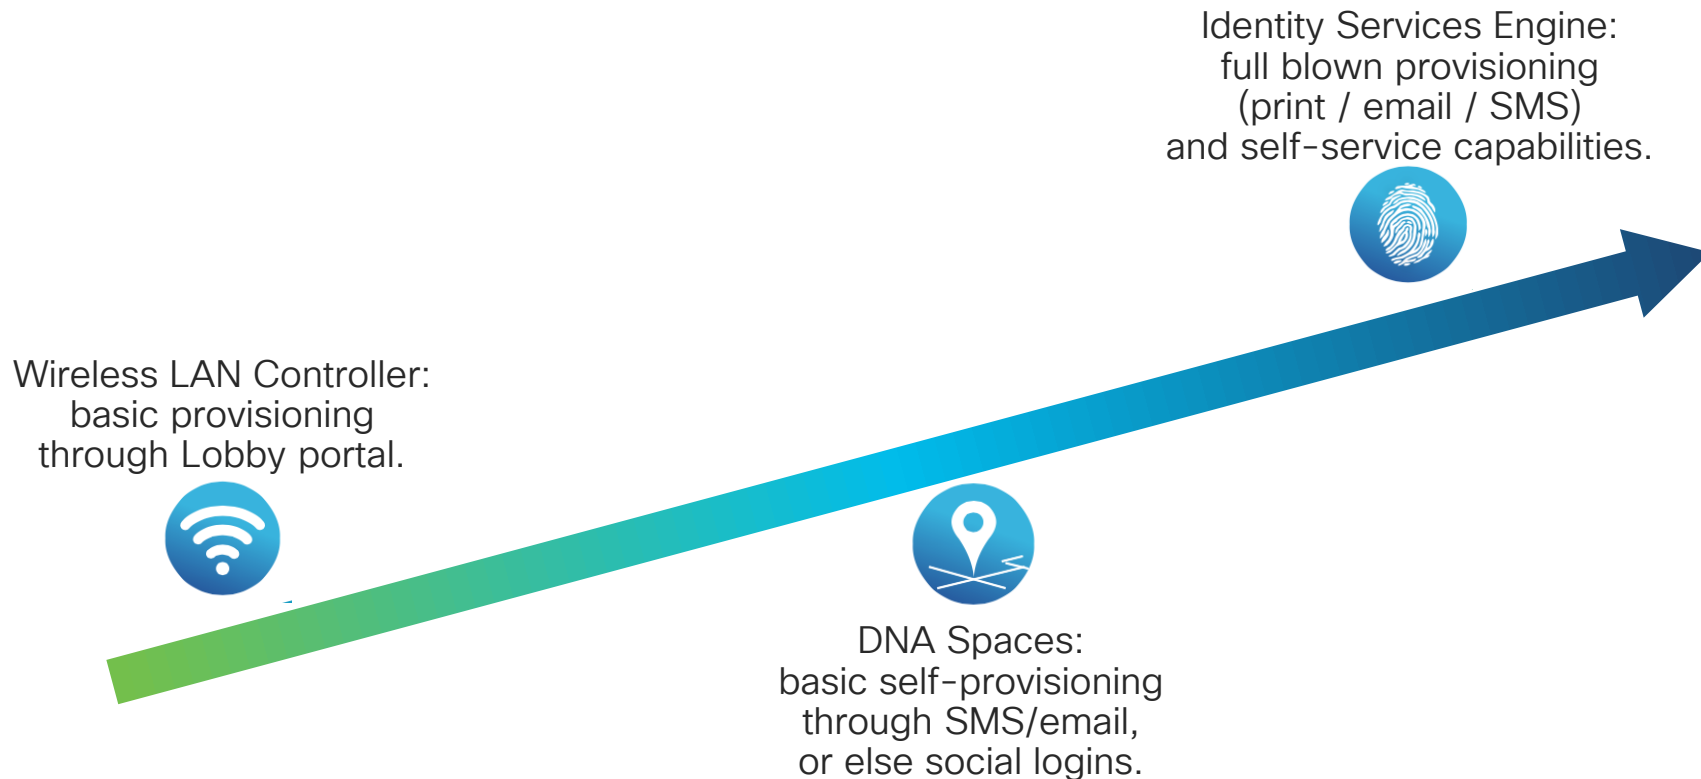 Identity Services Engine:
full blown provisioning
(print / email / SMS)
and self-service capabilities.
Wireless LAN Controller:
basic provisioning
through Lobby portal.
DNA Spaces:
basic self-provisioning
through SMS/email,
or else social logins.